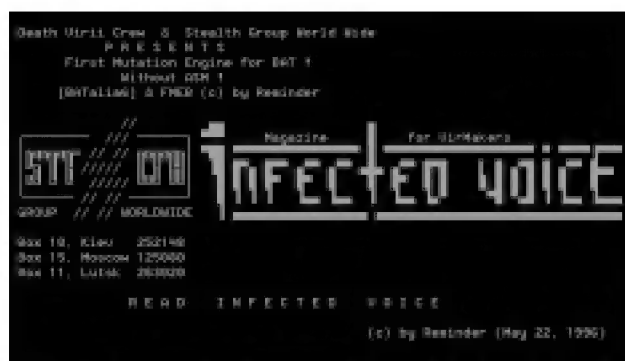 Death Virii Crew & Stealth Group World Wide
P R E S E N T S
First Mutation Engine for BAT !
Without ASM !
[BATalia6] & FMEB (c) by Reminder
Magazine for VirMakers
INFECTED VOICE
GROUP // // WORLDWIDE
Box 10, Kiev 252148
Box 15, Moscow 125080
Box 11, Lutsk 263020
R E A D I N F E C T E D V O I C E
(c) by Reminder (May 22, 1996)